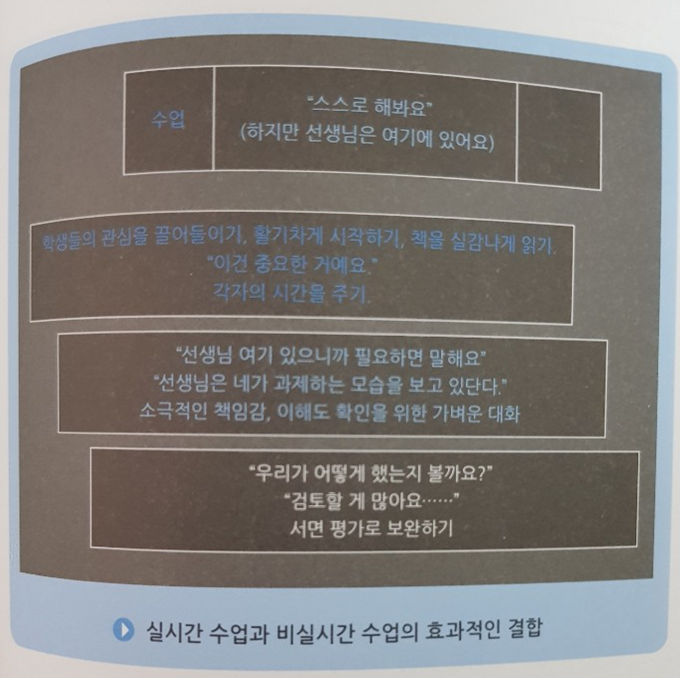 수업
“스스로 해봐요”
(하지만 선생님은 여기에 있어요)
학생들의 관심을 끌어들이기, 활기차게 시작하기, 책을 실감나게 읽기.
“이건 중요한 거예요.”
각자의 시간을 주기.
“선생님 여기 있으니까 필요하면 말해요”
“선생님은 네가 과제하는 모습을 보고 있단다.”
소극적인 책임감, 이해도 확인을 위한 가벼운 대화
“우리가 어떻게 했는지 볼까요?”
“검토할 게 많아요……”
서면 평가로 보완하기
실시간 수업과 비실시간 수업의 효과적인 결합